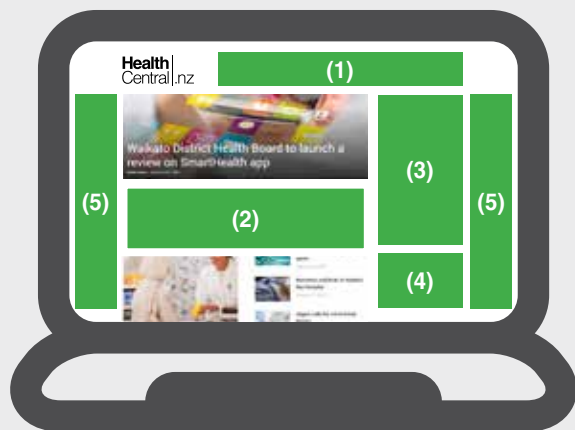 Health
Central.nz
(1)
Waikato District Health Board to launch a
review on SmartHealth app
(5)
(3)
(5)
(2)
(4)